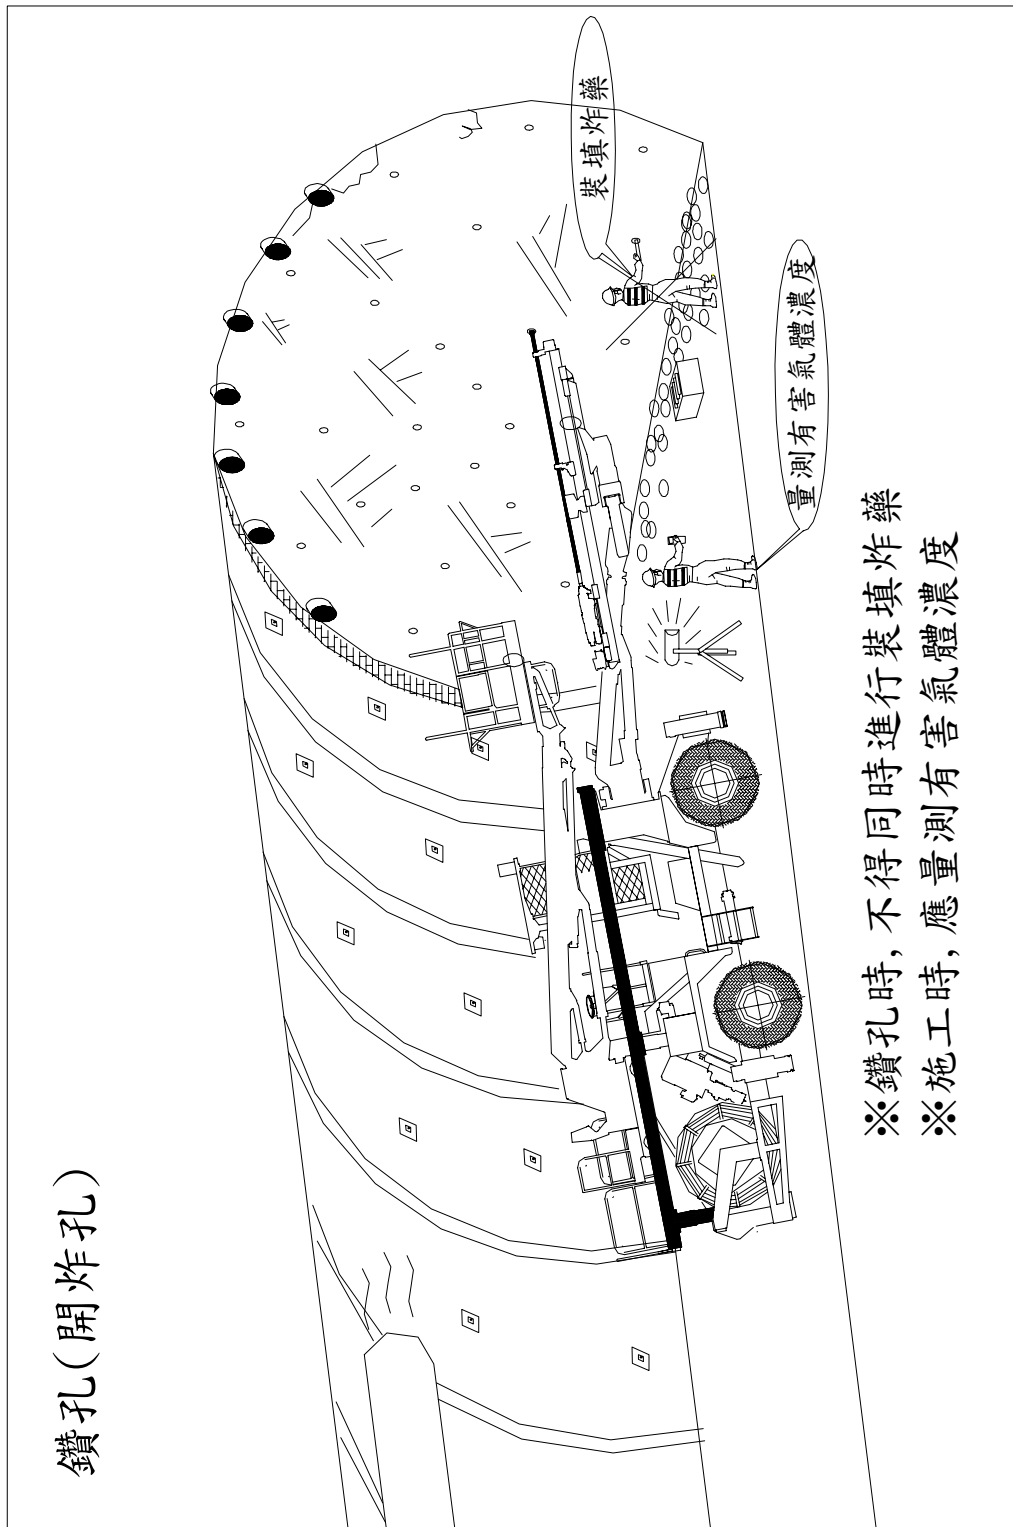 鑽孔(開炸孔)
裝填炸藥
量測有害氣體濃度
※鑽孔時,不得同時進行裝填炸藥
※施工時,應量測有害氣體濃度